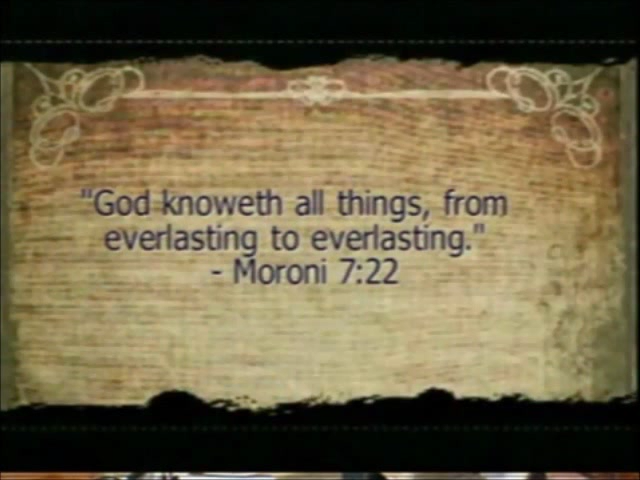 "God knoweth all things, from
everlasting to everlasting."
- Moroni 7:22